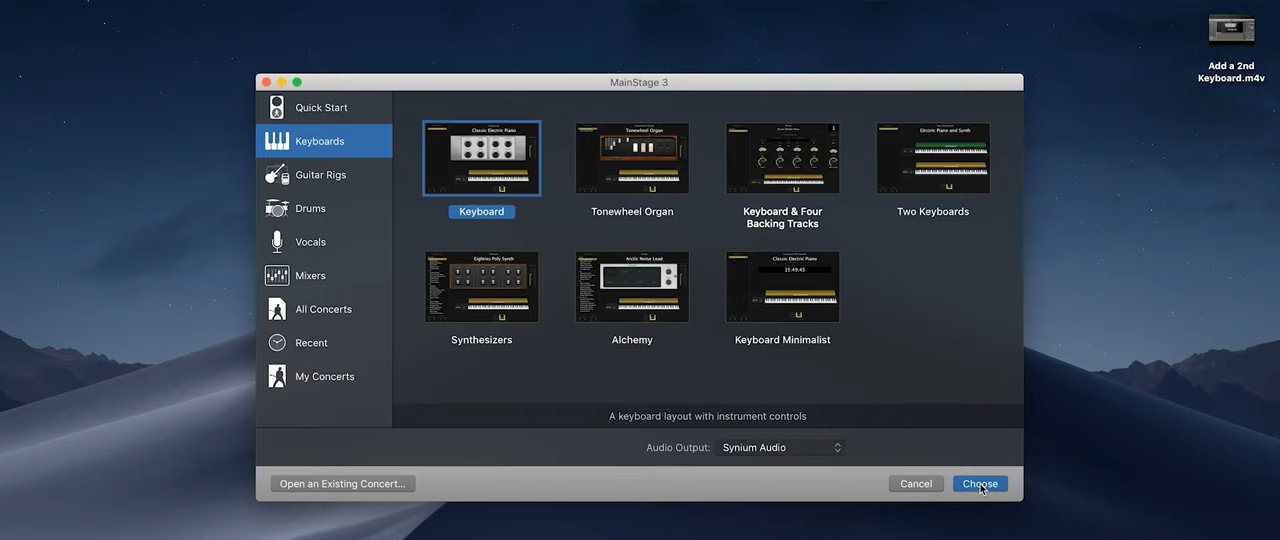 Add a 2nd
Keyboard.m4v
MainStage 3
Quick Start
Keyboards
Guitar Rigs
Drums
Vocals
Mixers
All Concerts
Recent
My Concerts
Classic Electric Piano
Keyboard
Tonewheel Organ
Tonewheel Organ
1
Keyboard & Four
Backing Tracks
Electric Piano and Synth
Two Keyboards
Eighties Poly Synth
Synthesizers
Arctic Noise Lead
Alchemy
Classic Electric Piano
15:49:45
Keyboard Minimalist
A keyboard layout with instrument controls
Audio Output: Synium Audio
Open an Existing Concert...
Cancel
Choose